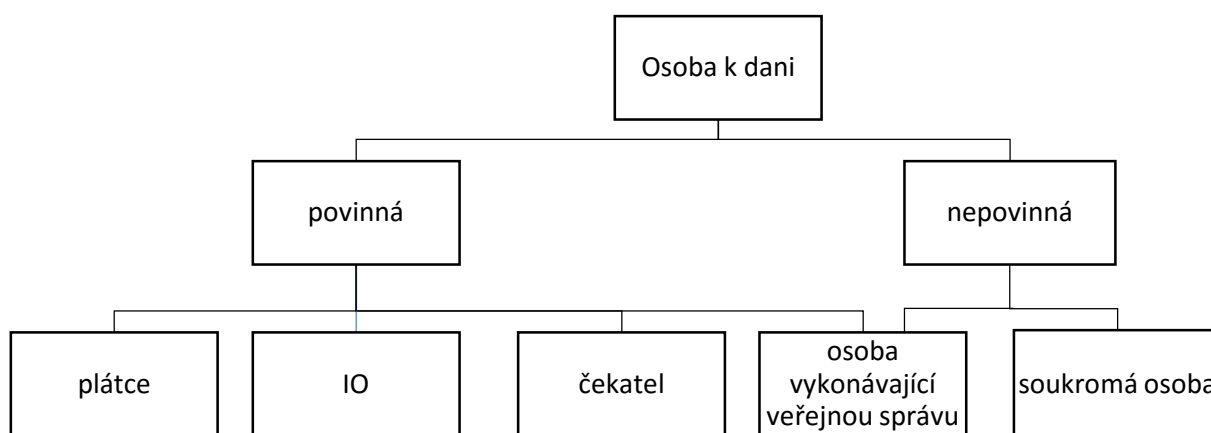 Osoba k dani
povinná
nepovinná
plátce
IO
čekatel
osoba
vykonávající
veřejnou správu
soukromá osoba